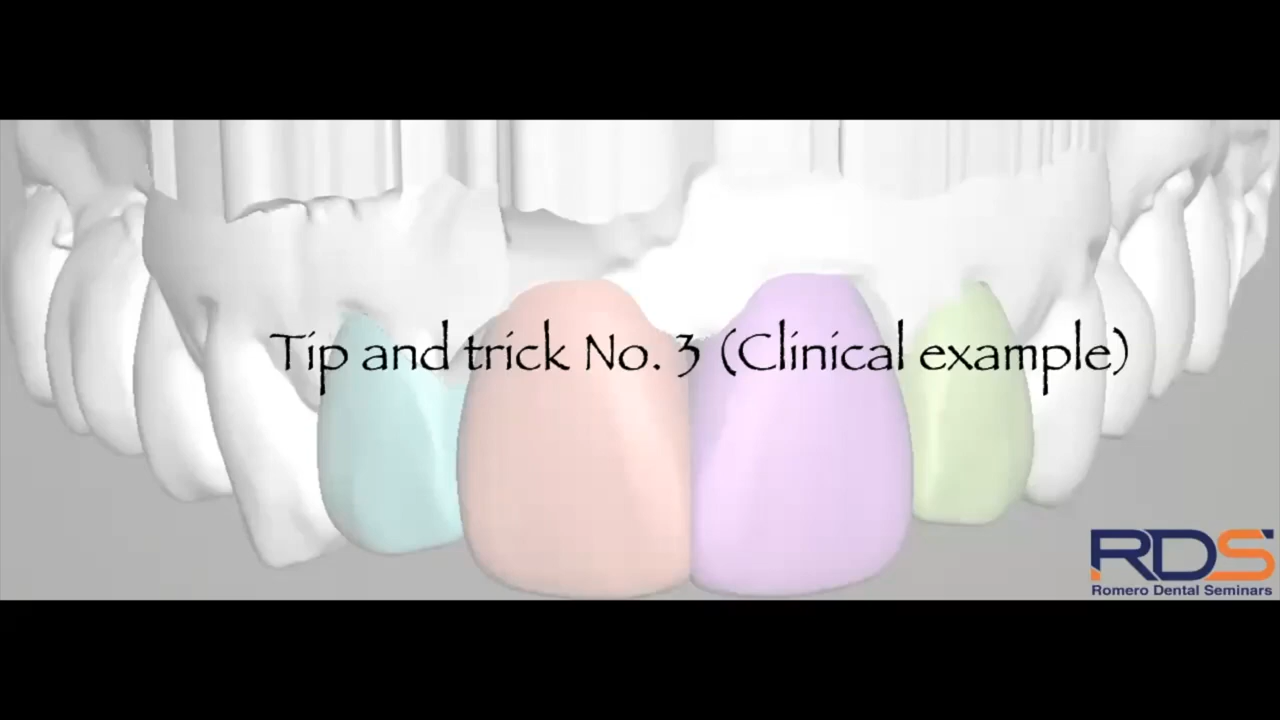 Tip and trick No. 3 (Clinical example)
RDS
Romero Dental Seminars